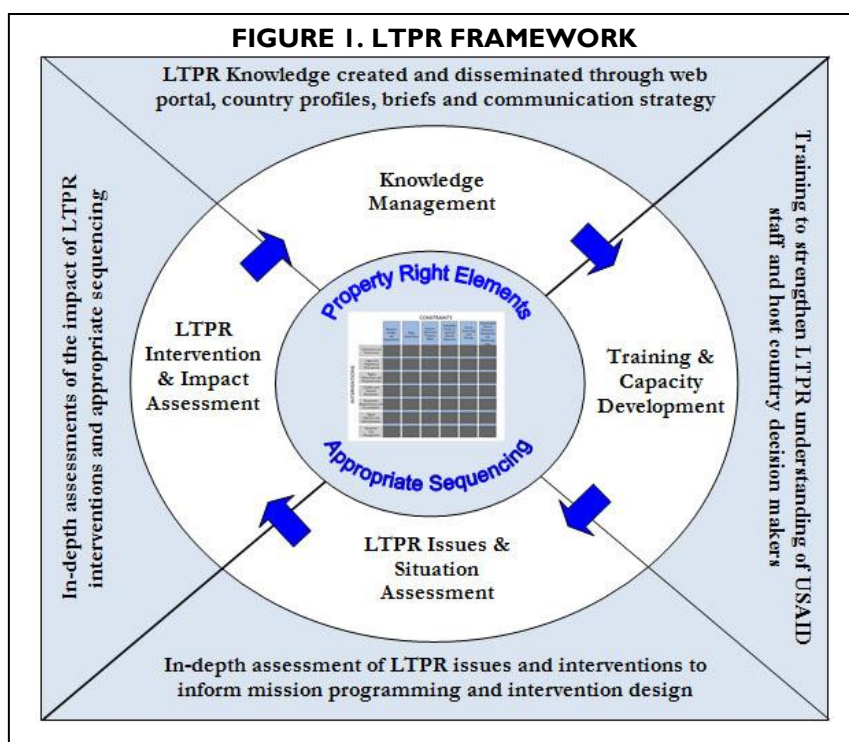 FIGURE 1. LTPR FRAMEWORK
LTPR Knowledge created and disseminated through web
portal, country profiles, briefs and communication strategy
In-depth assessments of the impact of LTPR
interventions and appropriate sequencing
Knowledge
Management
Property Right Elements
CONSTRAINTS
INTERVENTIONS
Appropriate Sequencing
LTPR
Intervention
& Impact
Assessment
Training &
Capacity
Development
LTPR Issues &
Situation
Assessment
Training to strengthen LTPR understanding of USAID
staff and host country decision makers
In-depth assessment of LTPR issues and interventions to
inform mission programming and intervention design